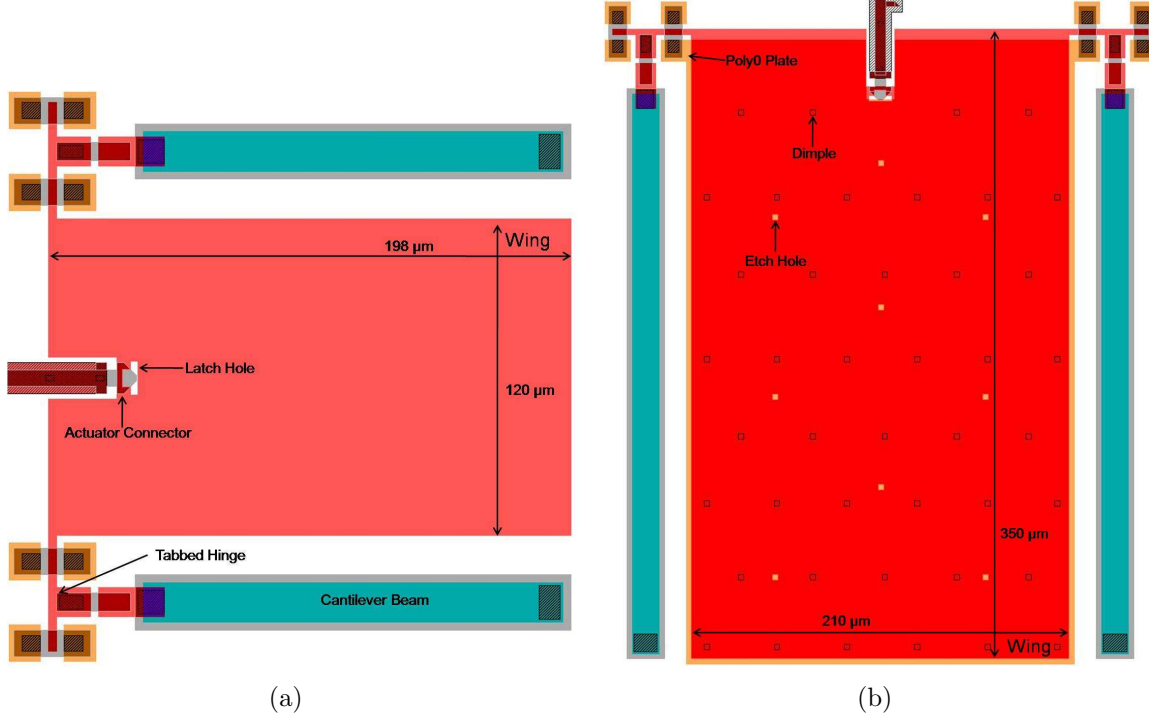 Wing
198 µm
Latch Hole
120 µm
Actuator Connector
Tabbed Hinge
Cantilever Beam
(a)
Poly0 Plate
Dimple
Etch Hole
350 µm
210 µm
Wing
(b)